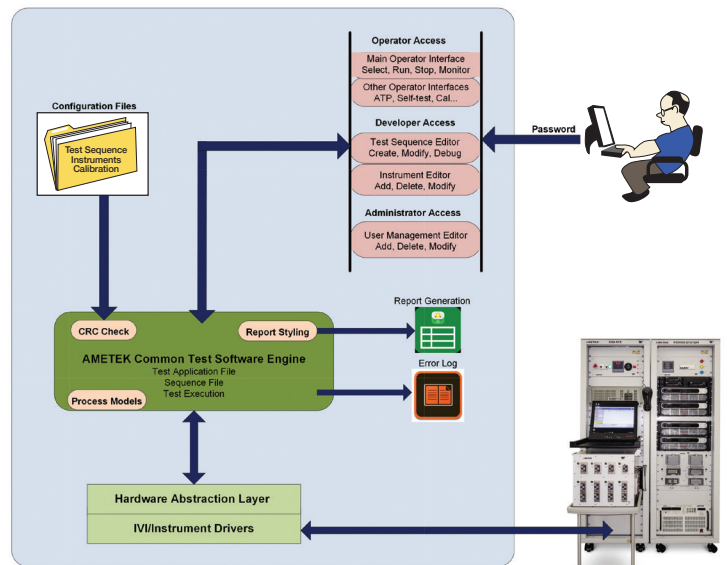 Operator Access
Main Operator Interface
Select, Run, Stop, Monitor
Other Operator Interfaces
ATP, Self-test, Cal...
Developer Access
Test Sequence Editor
Create, Modify, Debug
Instrument Editor
Add, Delete, Modify
Administrator Access
User Management Editor
Add, Delete, Modify
Password
Configuration Files
Test Sequence
Instruments
Calibration
CRC Check
Report Styling
AMETEK Common Test Software Engine
Test Application File
Sequence File
Test Execution
Process Models
Report Generation
Error Log
Hardware Abstraction Layer
IVI/Instrument Drivers